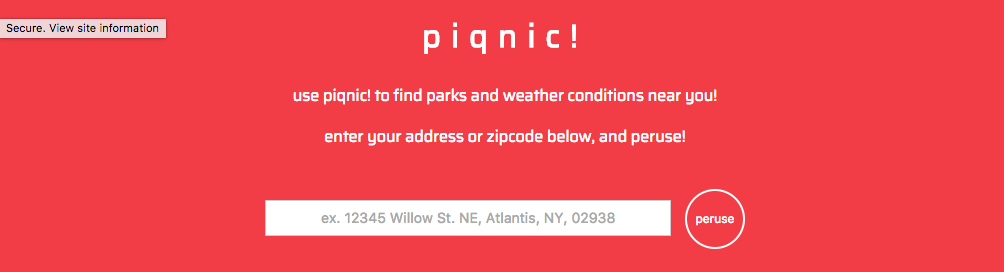 piqnic!
Secure. View site information
use piqnic! to find parks and weather conditions near you!
enter your address or zipcode below, and peruse!
ex. 12345 Willow St. NE, Atlantis, NY, 02938
peruse